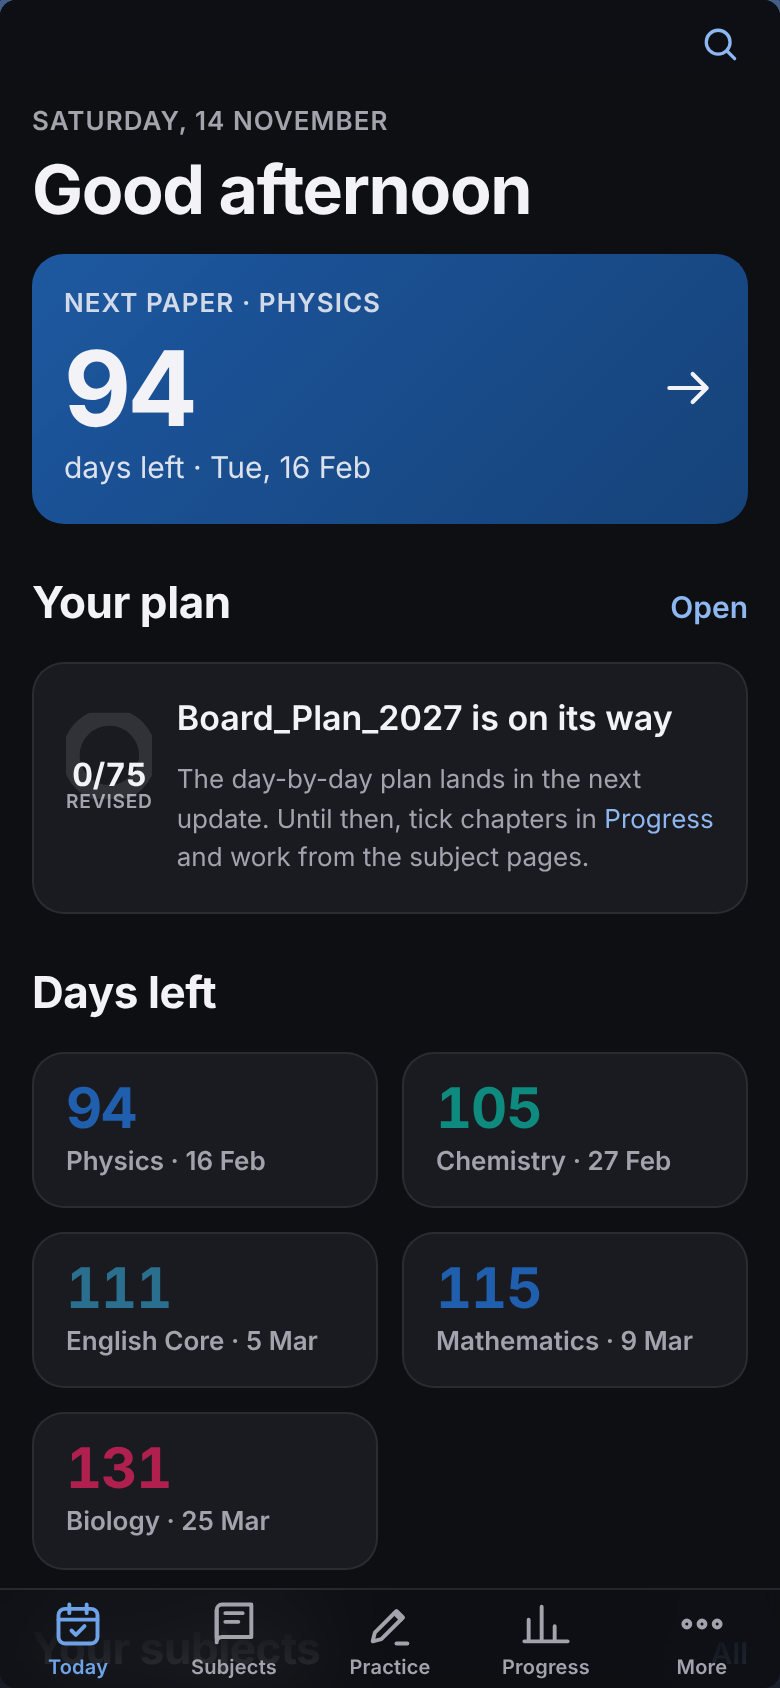 SATURDAY, 14 NOVEMBER
Good afternoon
NEXT PAPER · PHYSICS
94
days left · Tue, 16 Feb
Your plan
Open
0/75
REVISED
Board_Plan_2027 is on its way
The day-by-day plan lands in the next
update. Until then, tick chapters in Progress
and work from the subject pages.
Days left
94
Physics · 16 Feb
105
Chemistry · 27 Feb
111
English Core · 5 Mar
115
Mathematics · 9 Mar
131
Biology · 25 Mar
Your subjects
All
Today
Subjects
Practice
Progress
More